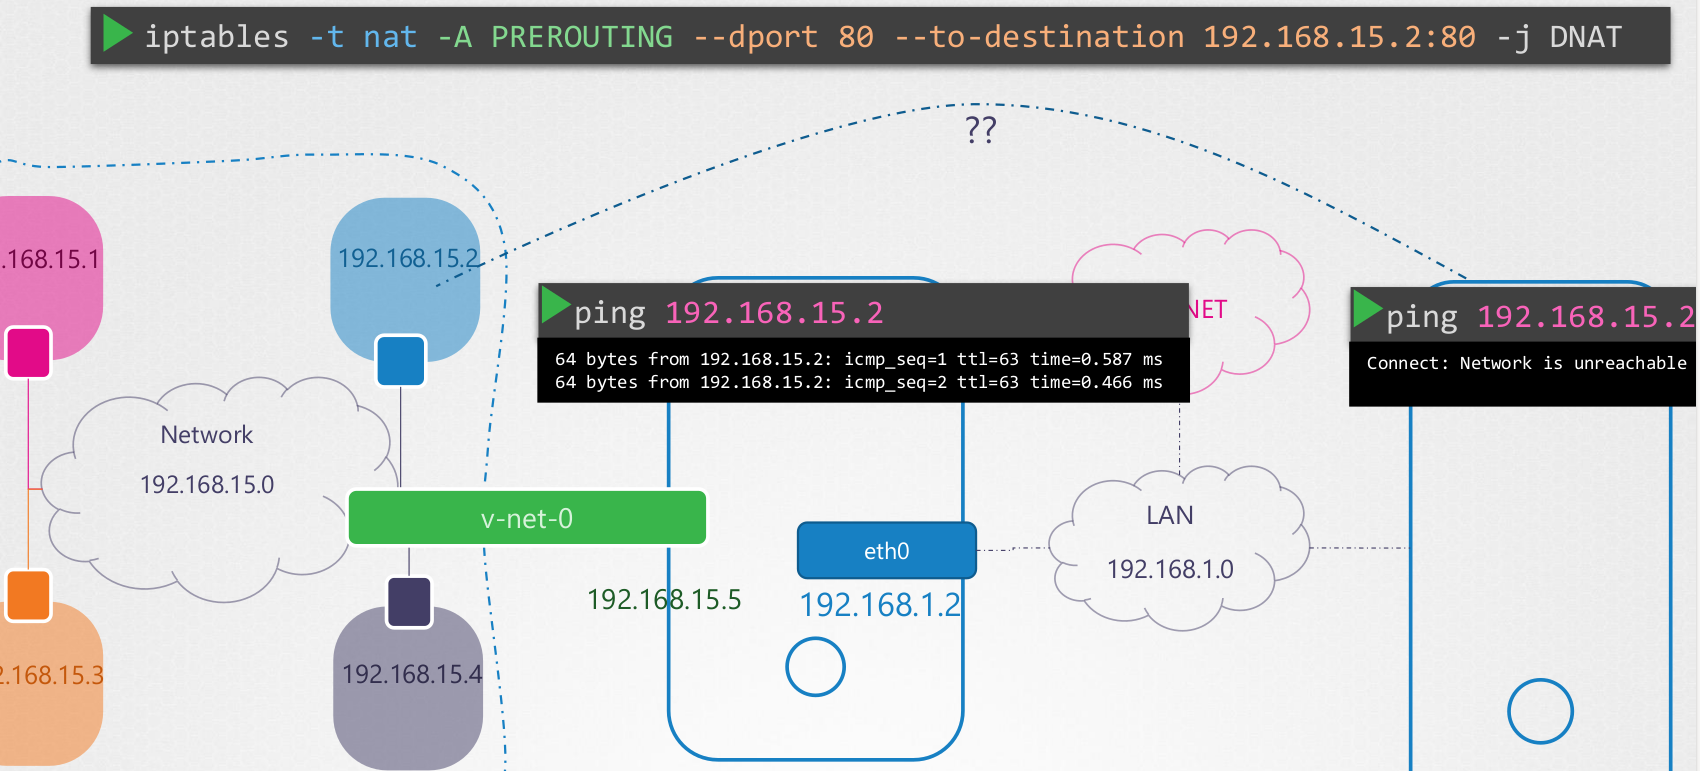 iptables -t nat -A PREROUTING --dport 80 --to-destination 192.168.15.2:80 -j DNAT
??
.168.15.1
192.168.15.2
NET
ping 192.168.15.2
64 bytes from 192.168.15.2: icmp_seq=1 ttl=63 time=0.587 ms
64 bytes from 192.168.15.2: icmp_seq=2 ttl=63 time=0.466 ms
ping 192.168.15.2
Connect: Network is unreachable
Network
192.168.15.0
v-net-0
LAN
192.168.1.0
eth0
192.168.15.5
192.168.1.2
2.168.15.3
192.168.15.4